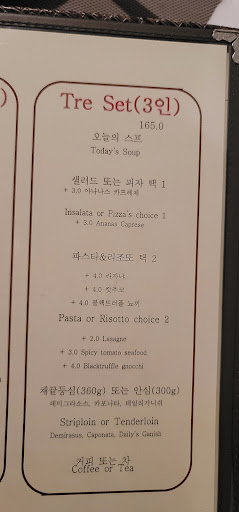 Tre Set(3인)
165.0
오늘의 스프
Today's Soup
샐러드 또는 피자 택 1
+ 3.0 아나나스 카프레제
Insalata or Pizza's choice 1
+ 3.0 Ananas Caprese
파스타&리조또 택 2
+ 4.0 라자냐
+ 4.0 칫추코
+ 4.0 블랙트러플 뇨끼
Pasta or Risotto choice 2
+ 2.0 Lasagne
+ 3.0 Spicy tomato seafood
+ 4.0 Blacktruffle gnocchi
채끝등심(360g) 또는 안심(300g)
데미그라소스, 카포나타, 데일리가니쉬
Striploin or Tenderloin
Demirasus, Caponata, Daily's Ganish
커피 또는 차
Coffee or Tea
)